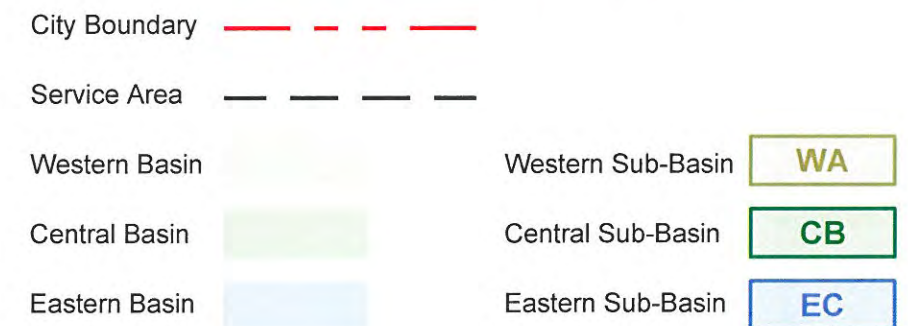 City Boundary
Service Area
Western Basin
Western Sub-Basin WA
Central Basin
Central Sub-Basin CB
Eastern Basin
Eastern Sub-Basin EC